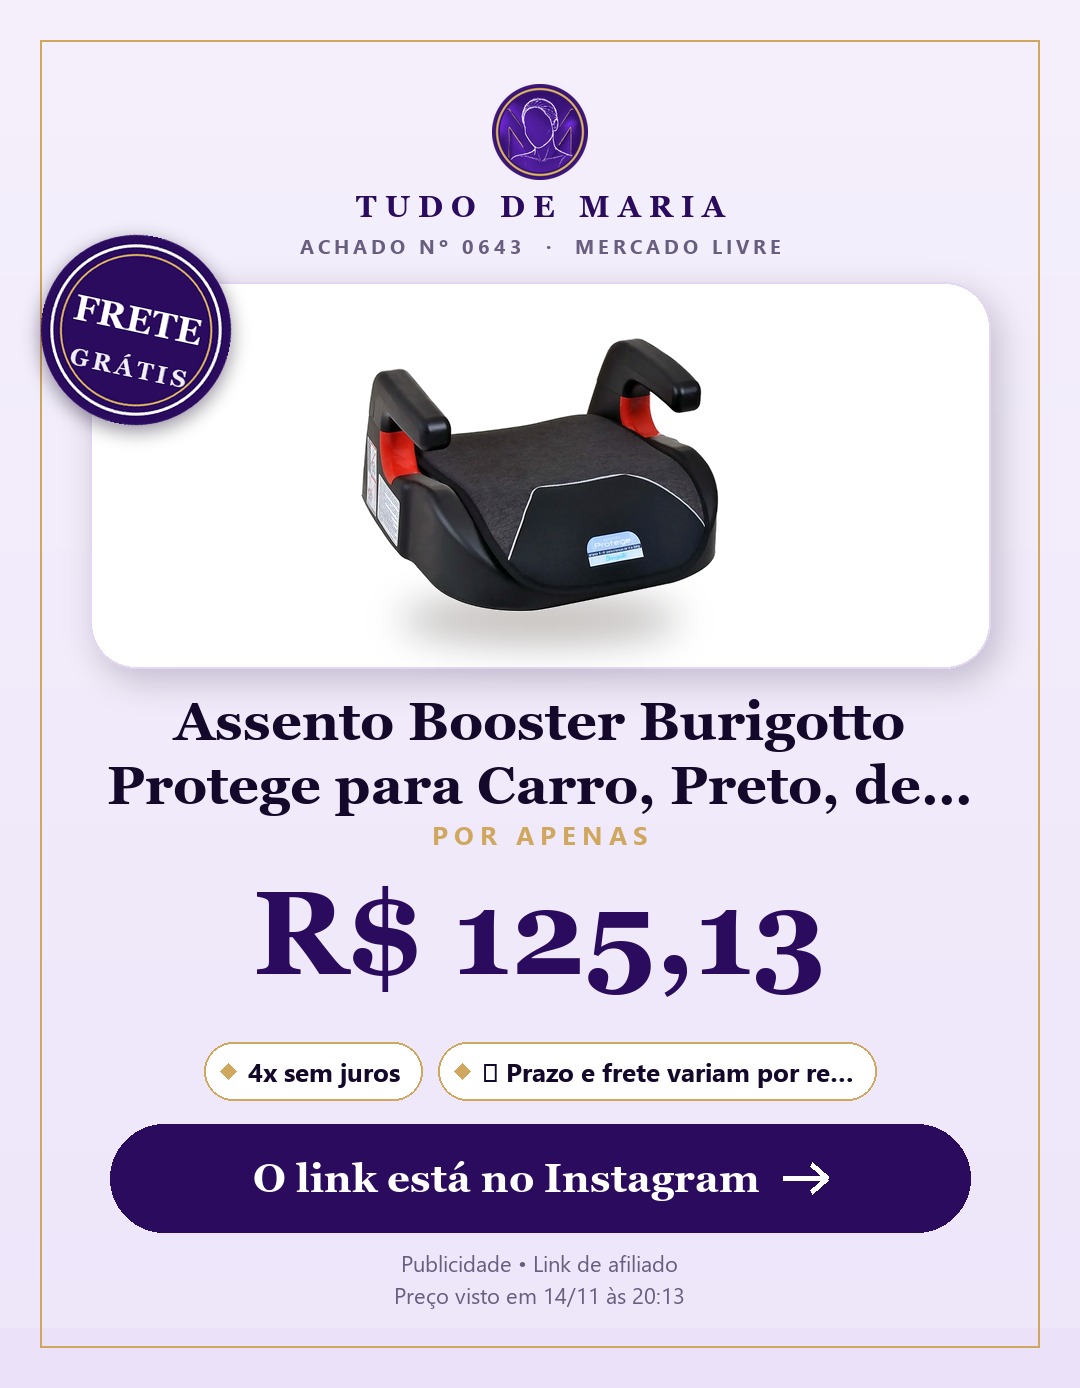 TUDO DE MARIA
ACHADO Nº 0643 · MERCADO LIVRE
FRETE
GRÁTIS
Protege
Assento Booster Burigotto
Protege para Carro, Preto, de...
POR APENAS
R$ 125,13
4x sem juros
Prazo e frete variam por re...
O link está no Instagram →
Publicidade • Link de afiliado
Preço visto em 14/11 às 20:13